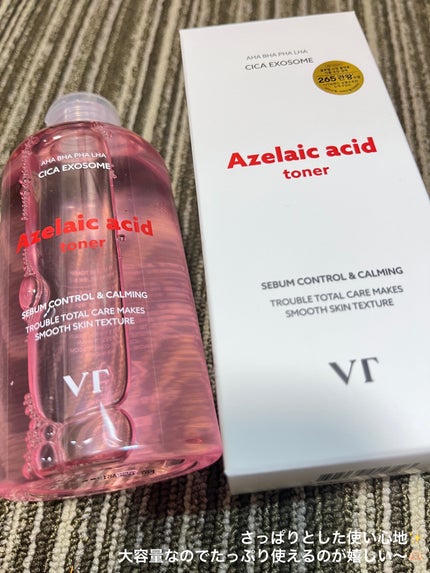 AHA BHA PHA LHA
CICA EXOSOME
Azelaic acid
toner
SEBUM CONTROL & CALMING
TROUBLE TOTAL CARE MAKES
SMOOTH SKIN TEXTURE
VT
AHA BHA PHA LHA
CICA EXOSOME
265
Azelaic acid
toner
SEBUM CONTROL & CALMING
TROUBLE TOTAL CARE MAKES
SMOOTH SKIN TEXTURE
VT
さっぱりとした使い心地✨
大容量なのでたっぷり使えるのが嬉しい〜